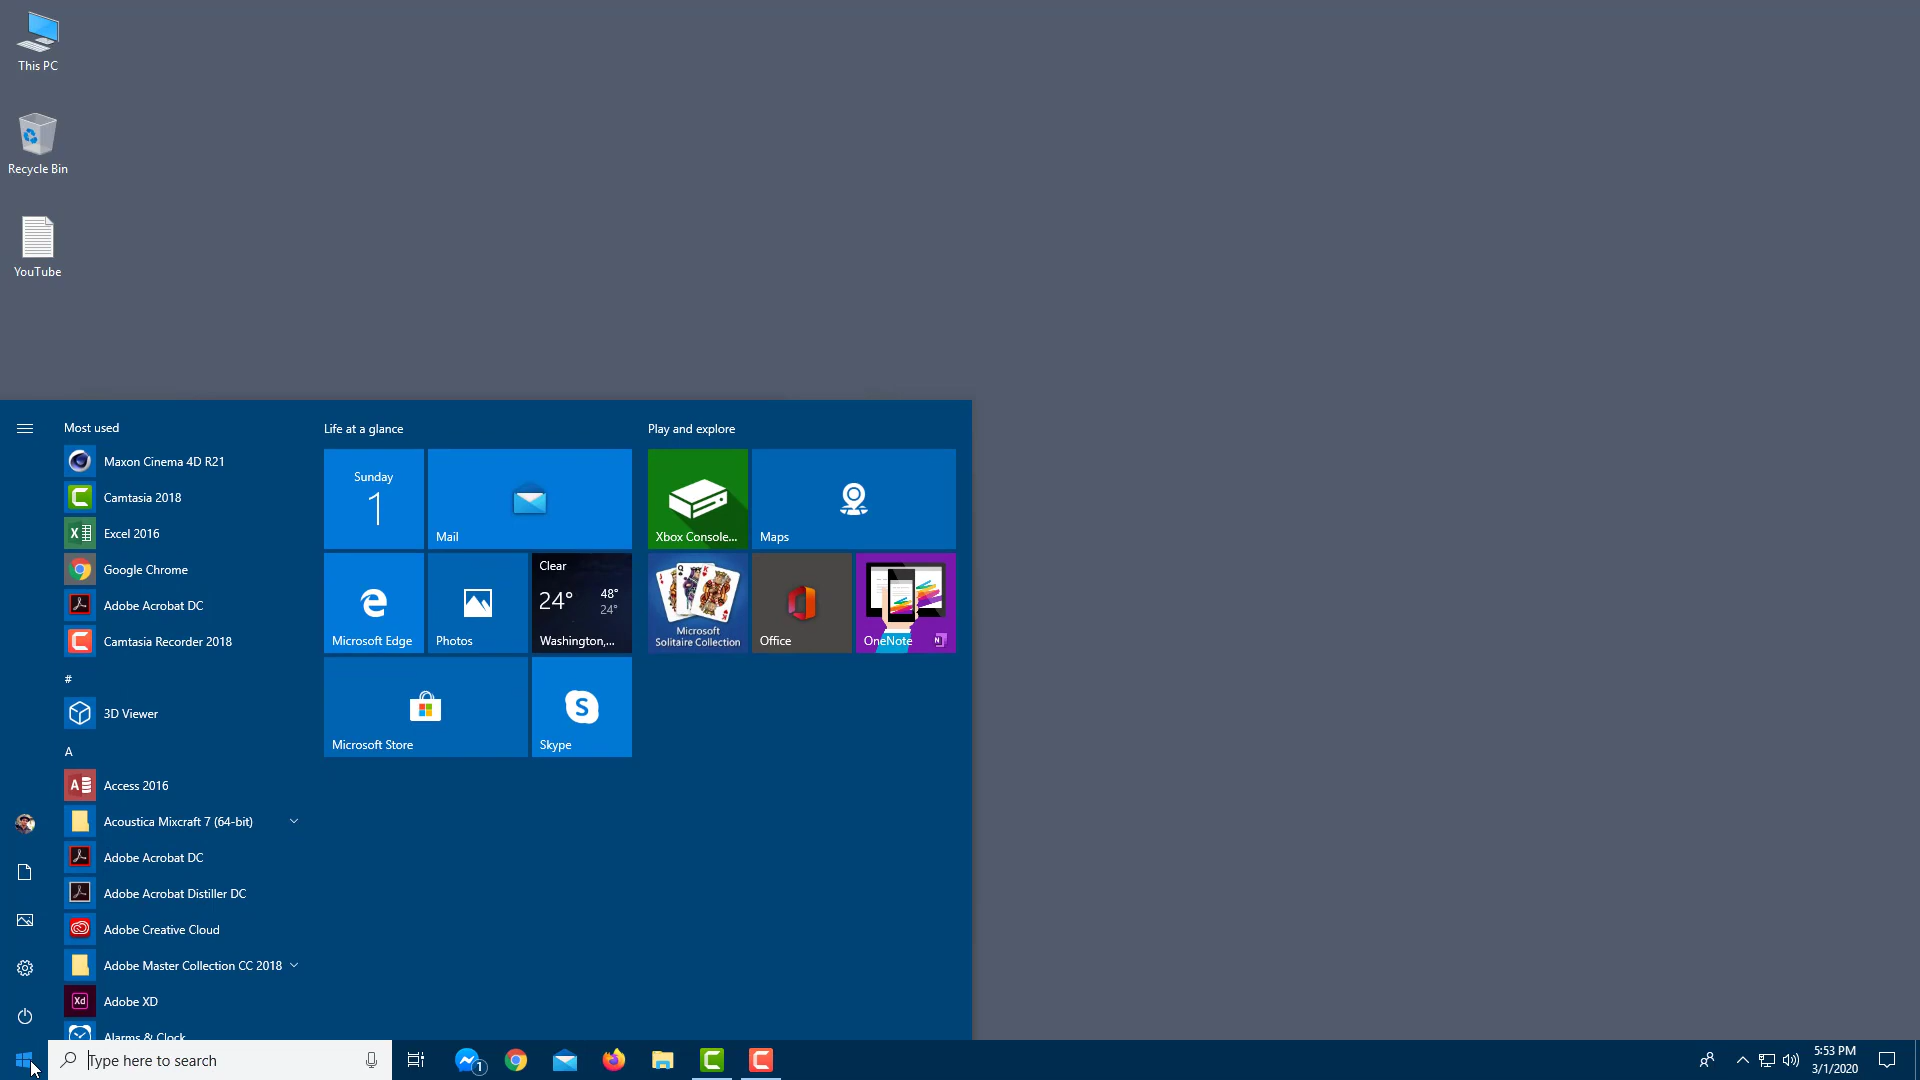 This PC
Recycle Bin
YouTube
Most used
Maxon Cinema 4D R21
Camtasia 2018
Excel 2016
Google Chrome
Adobe Acrobat DC
Camtasia Recorder 2018
#
3D Viewer
A
Access 2016
Acoustica Mixcraft 7 (64-bit)
Adobe Acrobat DC
Adobe Acrobat Distiller DC
Adobe Creative Cloud
Adobe Master Collection CC 2018
Adobe XD
Alarms & Clock
Life at a glance
Sunday
1
Mail
Microsoft Edge
Photos
Clear
24° 48°
24°
Washington,...
Microsoft Store
Skype
Play and explore
Xbox Console...
Maps
Microsoft
Solitaire Collection
Office
OneNote
Type here to search
1
5:53 PM
3/1/2020